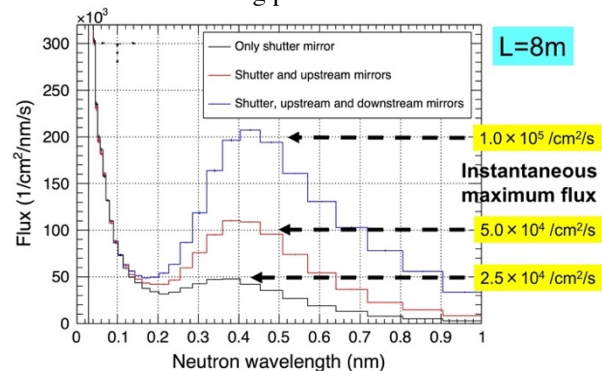 ×10³
300
250
200
150
100
50
0
Flux (1/cm²/nm/s)
Only shutter mirror
Shutter and upstream mirrors
Shutter, upstream and downstream mirrors
L=8m
1.0 × 10⁵ /cm²/s
Instantaneous
maximum flux
5.0 × 10⁴ /cm²/s
2.5 × 10⁴ /cm²/s
0 0.1 0.2 0.3 0.4 0.5 0.6 0.7 0.8 0.9 1
Neutron wavelength (nm)